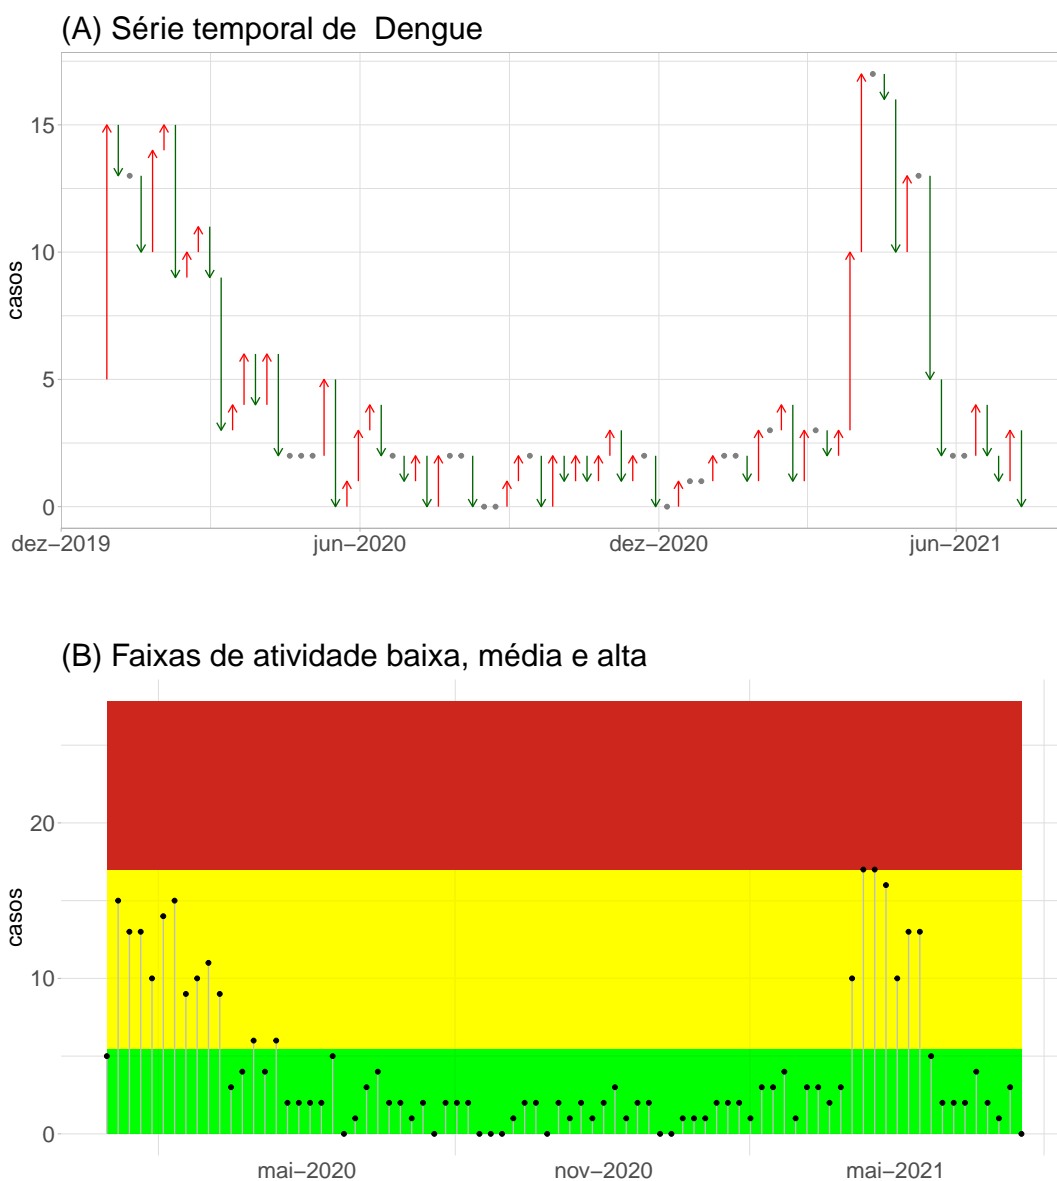 (A) Série temporal de  Dengue
casos
15
10
5
0
dez−2019
jun−2020
dez−2020
jun−2021
(B) Faixas de atividade baixa, média e alta
casos
20
10
0
mai−2020
nov−2020
mai−2021